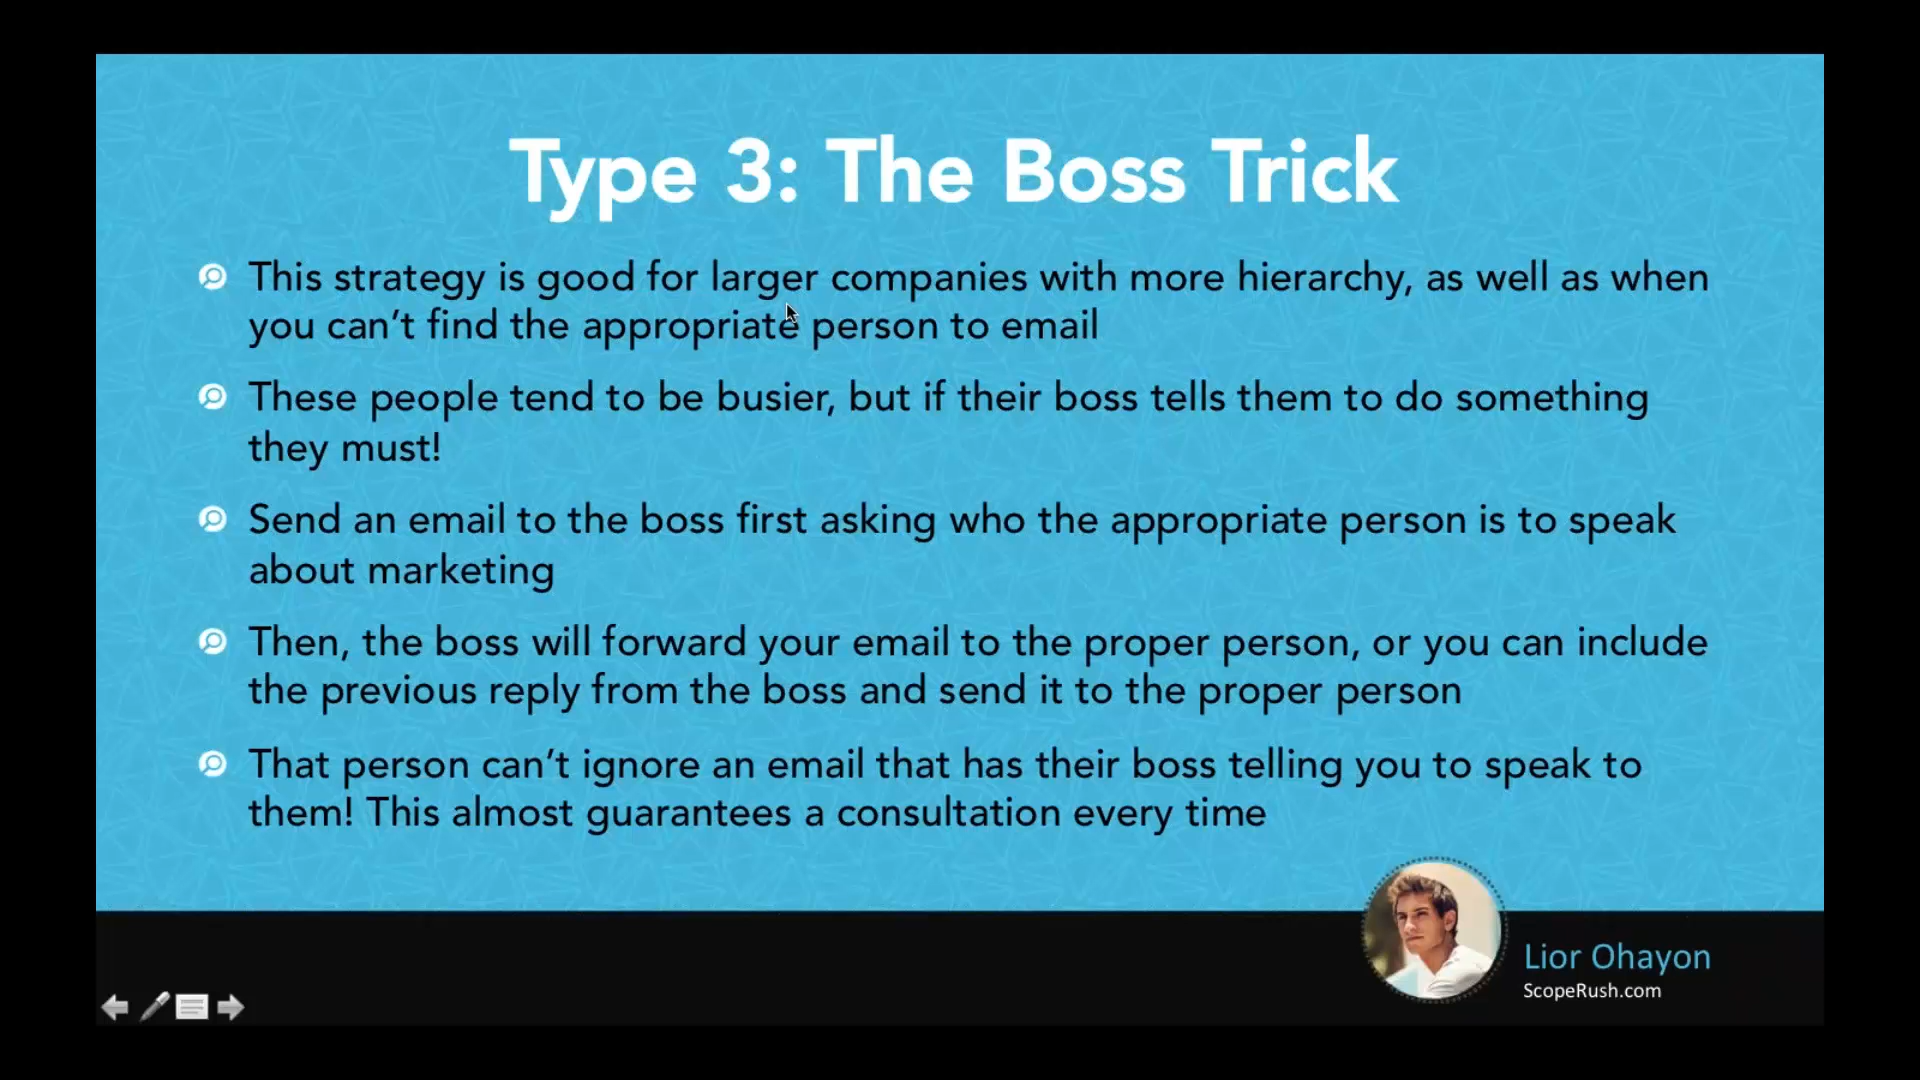 Type 3: The Boss Trick
This strategy is good for larger companies with more hierarchy, as well as when
you can’t find the appropriate person to email
These people tend to be busier, but if their boss tells them to do something
they must!
Send an email to the boss first asking who the appropriate person is to speak
about marketing
Then, the boss will forward your email to the proper person, or you can include
the previous reply from the boss and send it to the proper person
That person can’t ignore an email that has their boss telling you to speak to
them! This almost guarantees a consultation every time
Lior Ohayon
ScopeRush.com